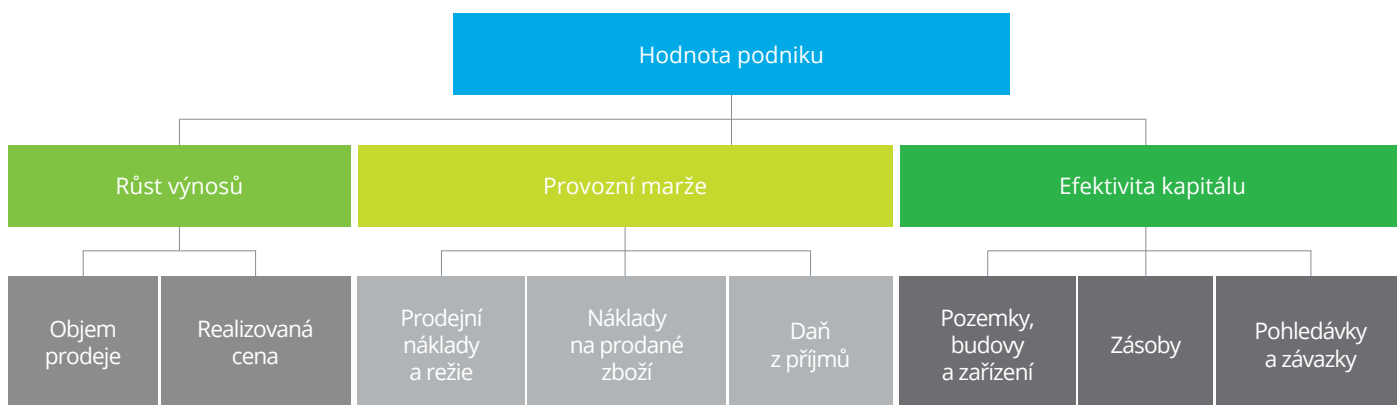 Hodnota podniku
Růst výnosů
Provozní marže
Efektivita kapitálu
Objem
prodeje
Realizovaná
cena
Prodejní
náklady
a režie
Náklady
na prodané
zboží
Daň
z příjmů
Pozemky,
budovy
a zařízení
Zásoby
Pohledávky
a závazky